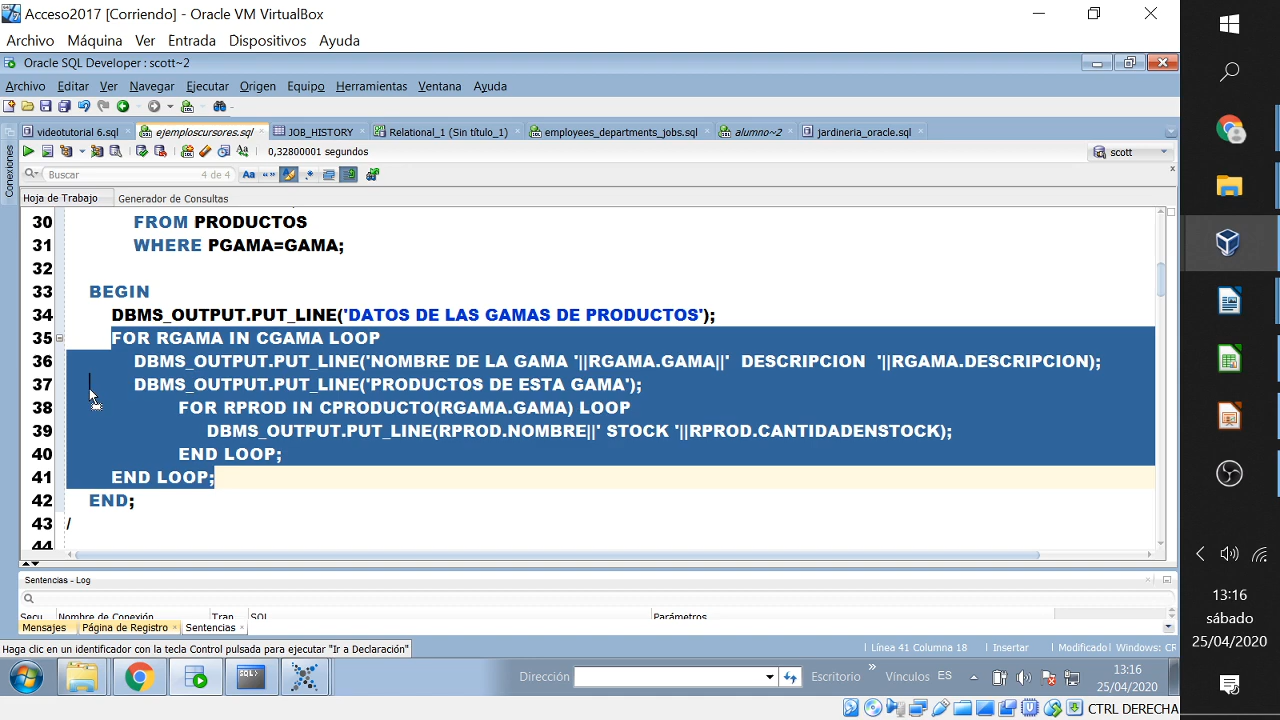 Acceso2017 [Corriendo] - Oracle VM VirtualBox
Archivo Máquina Ver Entrada Dispositivos Ayuda
Oracle SQL Developer : scott~2
Archivo Editar Ver Navegar Ejecutar Origen Equipo Herramientas Ventana Ayuda
videotutorial 6.sql ejemploscursores.sql JOB_HISTORY Relational_1 (Sin título_1) employees_departments_jobs.sql alumno~2 jardineria_oracle.sql
0,32800001 segundos scott
Buscar 4 de 4 Aa
Conexiones
Hoja de Trabajo Generador de Consultas
30 FROM PRODUCTOS
31 WHERE PGAMA=GAMA;
32
33 BEGIN
34 DBMS_OUTPUT.PUT_LINE('DATOS DE LAS GAMAS DE PRODUCTOS');
35 FOR RGAMA IN CGAMA LOOP
36 DBMS_OUTPUT.PUT_LINE('NOMBRE DE LA GAMA '||RGAMA.GAMA||' DESCRIPCION '||RGAMA.DESCRIPCION);
37 DBMS_OUTPUT.PUT_LINE('PRODUCTOS DE ESTA GAMA');
38 FOR RPROD IN CPRODUCTO(RGAMA.GAMA) LOOP
39 DBMS_OUTPUT.PUT_LINE(RPROD.NOMBRE||' STOCK '||RPROD.CANTIDADENSTOCK);
40 END LOOP;
41 END LOOP;
42 END;
43 /
44
Sentencias - Log
Secu Nombre de Conexión Tran SQL Parámetros
Mensajes Página de Registro Sentencias
Haga clic en un identificador con la tecla Control pulsada para ejecutar "Ir a Declaración"
Línea 41 Columna 18 Insertar Modificado Windows: CR
Dirección Escritorio » Vínculos ES
13:16
25/04/2020
CTRL DERECHA
13:16
sábado
25/04/2020